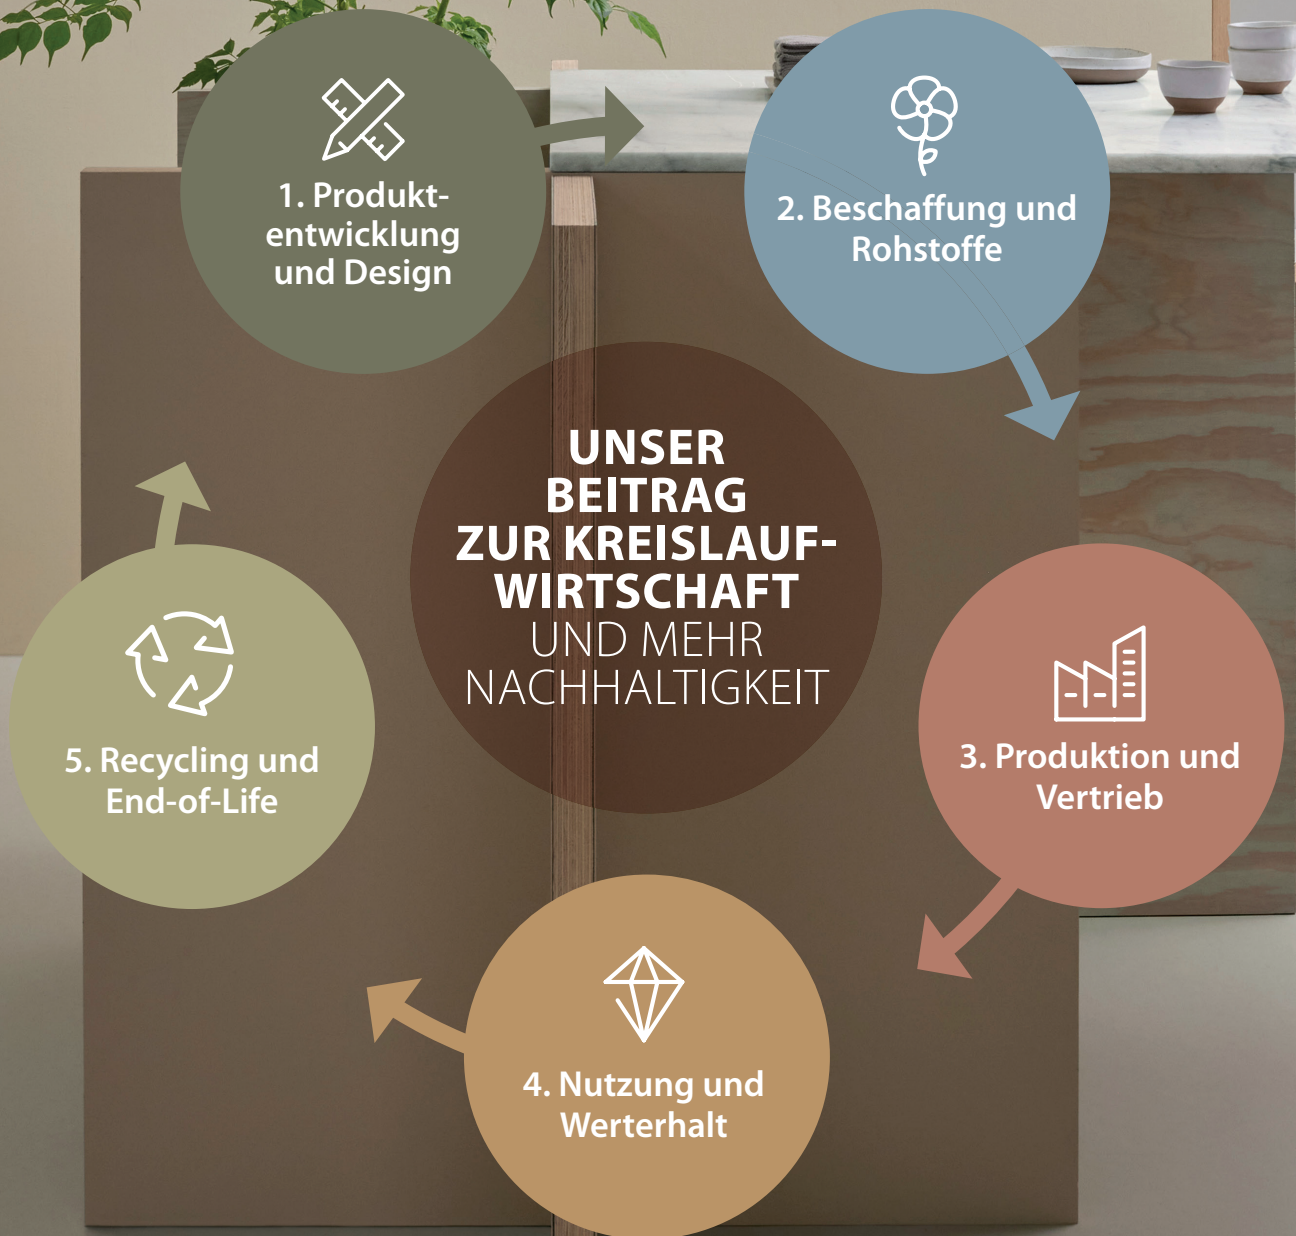 1. Produkt-
entwicklung
und Design
2. Beschaffung und
Rohstoffe
UNSER
BEITRAG
ZUR KREISLAUF-
WIRTSCHAFT
UND MEHR
NACHHALTIGKEIT
3. Produktion und
Vertrieb
4. Nutzung und
Werterhalt
5. Recycling und
End-of-Life